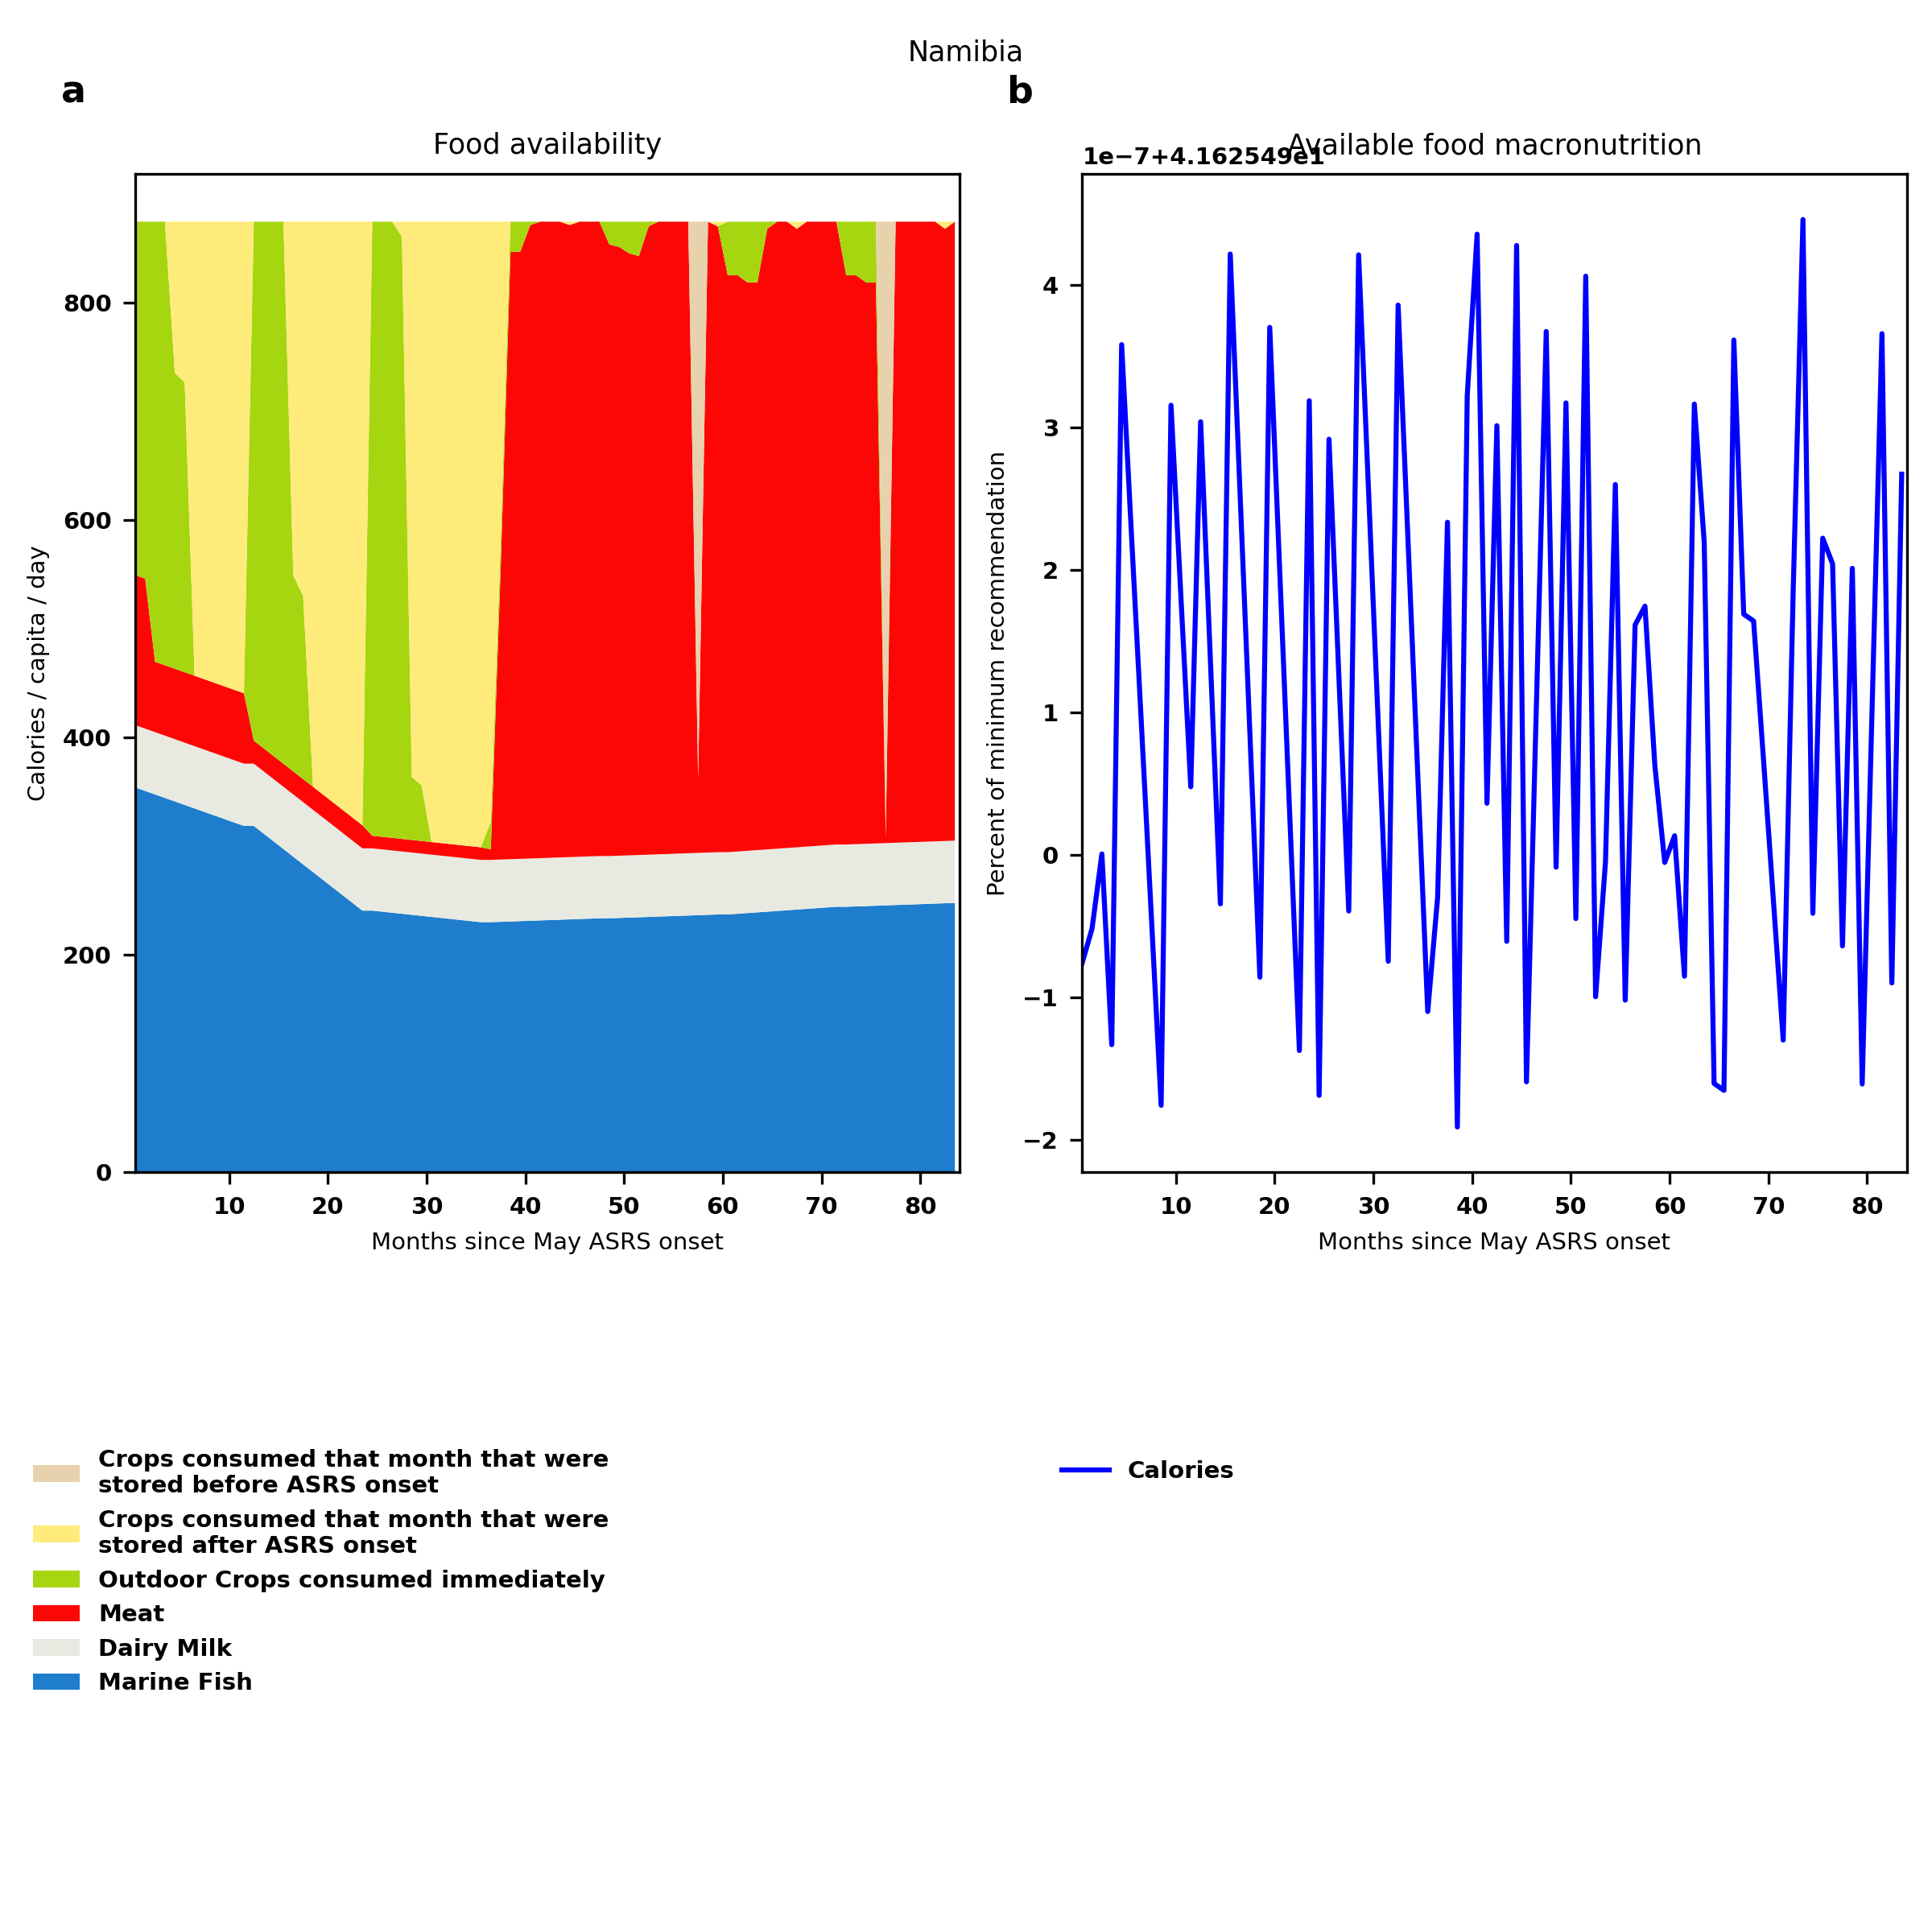 Namibia
a
b
Food availability
Available food macronutrition
1e−7+4.162549e1
Calories / capita / day
800
600
400
200
0
10 20 30 40 50 60 70 80
Months since May ASRS onset
Percent of minimum recommendation
4
3
2
1
0
−1
−2
10 20 30 40 50 60 70 80
Months since May ASRS onset
Crops consumed that month that were
stored before ASRS onset
Crops consumed that month that were
stored after ASRS onset
Outdoor Crops consumed immediately
Meat
Dairy Milk
Marine Fish
Calories